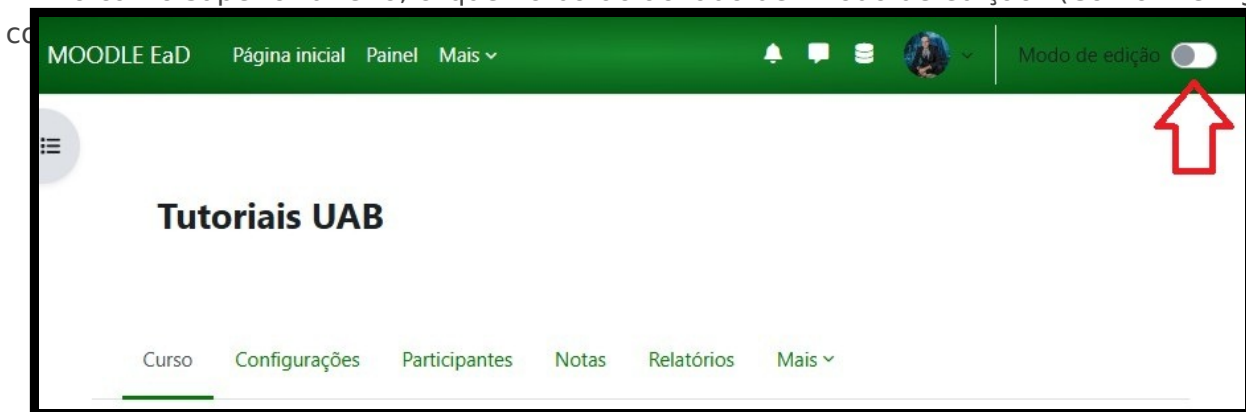 MOODLE EaD Página inicial Painel Mais Modo de edição
Tutoriais UAB
Curso Configurações Participantes Notas Relatórios Mais